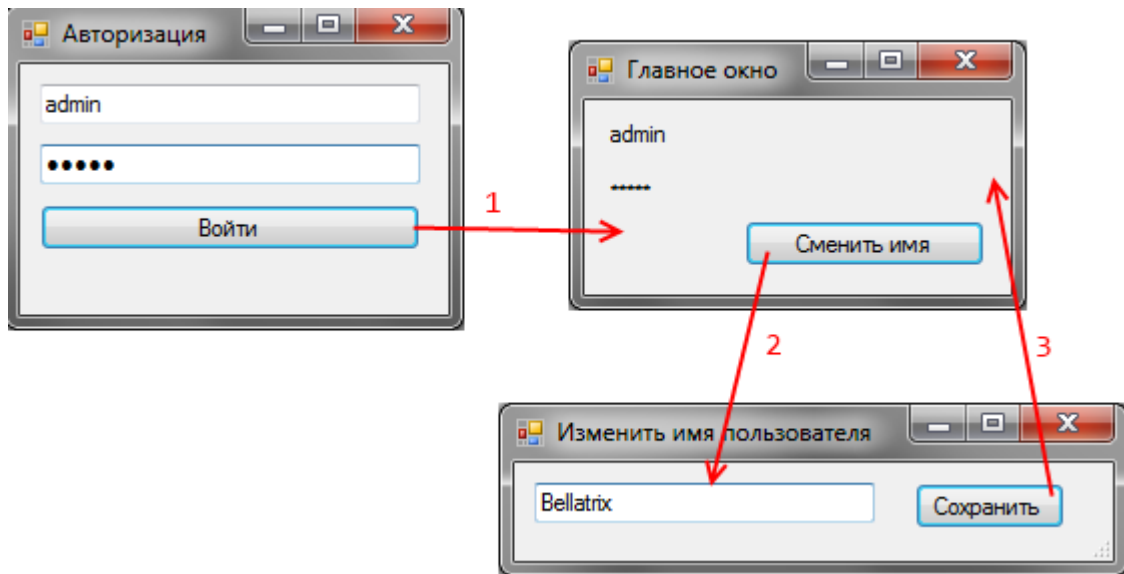 Авторизация
admin
●●●●●
Войти
1
Главное окно
admin
*****
Сменить имя
2
3
Изменить имя пользователя
Bellatrix
Сохранить